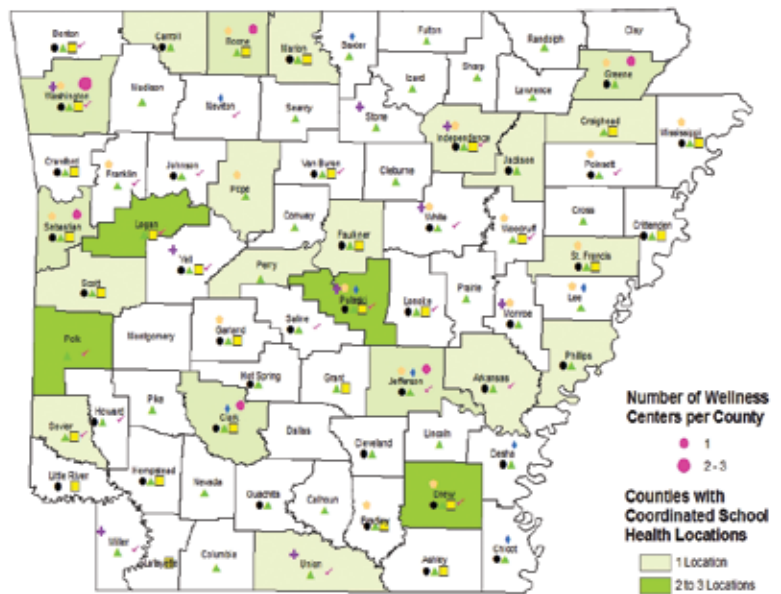 Benton
Carroll
Boone
Marion
Baxter
Fulton
Randolph
Clay
Sharp
Izard
Greene
Washington
Madison
Newton
Searcy
Stone
Lawrence
Independence
Craighead
Mississippi
Crawford
Franklin
Johnson
Van Buren
Cleburne
Jackson
Poinsett
Pope
Sebastian
Logan
Conway
White
Woodruff
Cross
Crittenden
Faulkner
Yell
St. Francis
Scott
Perry
Pulaski
Lonoke
Prairie
Lee
Monroe
Saline
Garland
Polk
Montgomery
Phillips
Hot Spring
Grant
Jefferson
Arkansas
Howard
Pike
Clark
Dallas
Sevier
Cleveland
Lincoln
Desha
Little River
Hempstead
Nevada
Ouachita
Calhoun
Drew
Bradley
Miller
Lafayette
Columbia
Union
Ashley
Chicot
Number of Wellness
Centers per County
1
2 - 3
Counties with
Coordinated School
Health Locations
1 Location
2 to 3 Locations